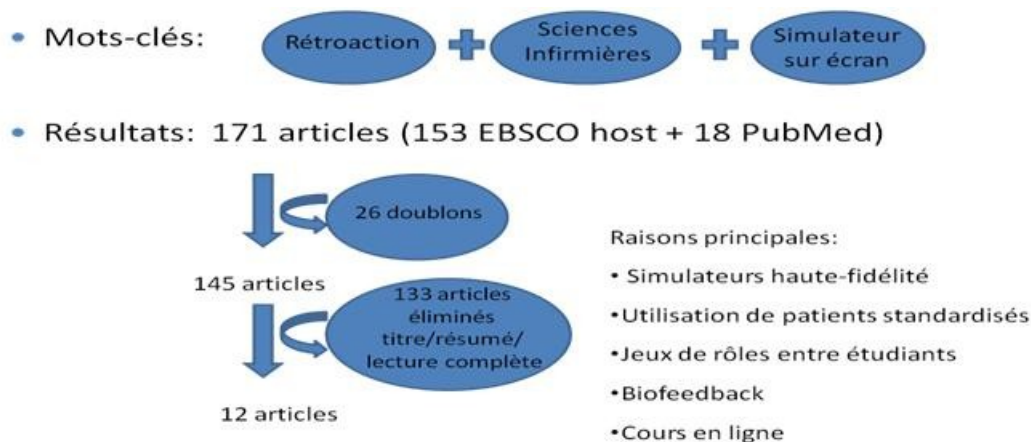 • Mots-clés:
Rétroaction
Sciences
Infirmières
Simulateur
sur écran
• Résultats: 171 articles (153 EBSCO host + 18 PubMed)
26 doublons
145 articles
133 articles
éliminés
titre/résumé/
lecture complète
12 articles
Raisons principales:
• Simulateurs haute-fidélité
•Utilisation de patients standardisés
•Jeux de rôles entre étudiants
•Biofeedback
•Cours en ligne